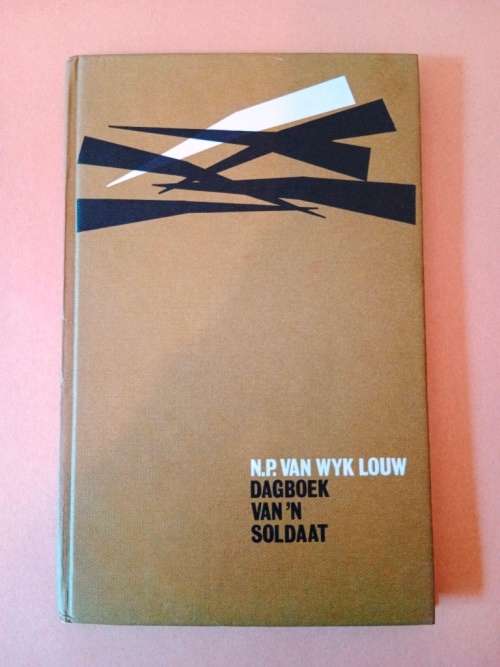 N.P. VAN WYK LOUW
DAGBOEK
VAN 'N
SOLDAAT